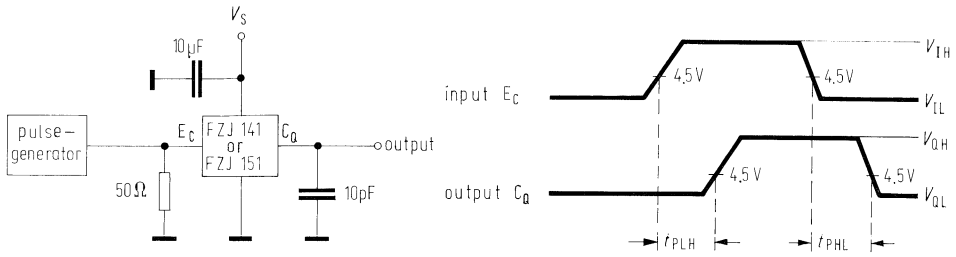 V_S
10µF
pulse-
generator
E_C
FZJ 141
or
FZJ 151
C_Q
output
50Ω
10pF
input E_C
4.5V
4.5V
V_IH
V_IL
output C_Q
4.5V
4.5V
V_QH
V_QL
t_PLH
t_PHL